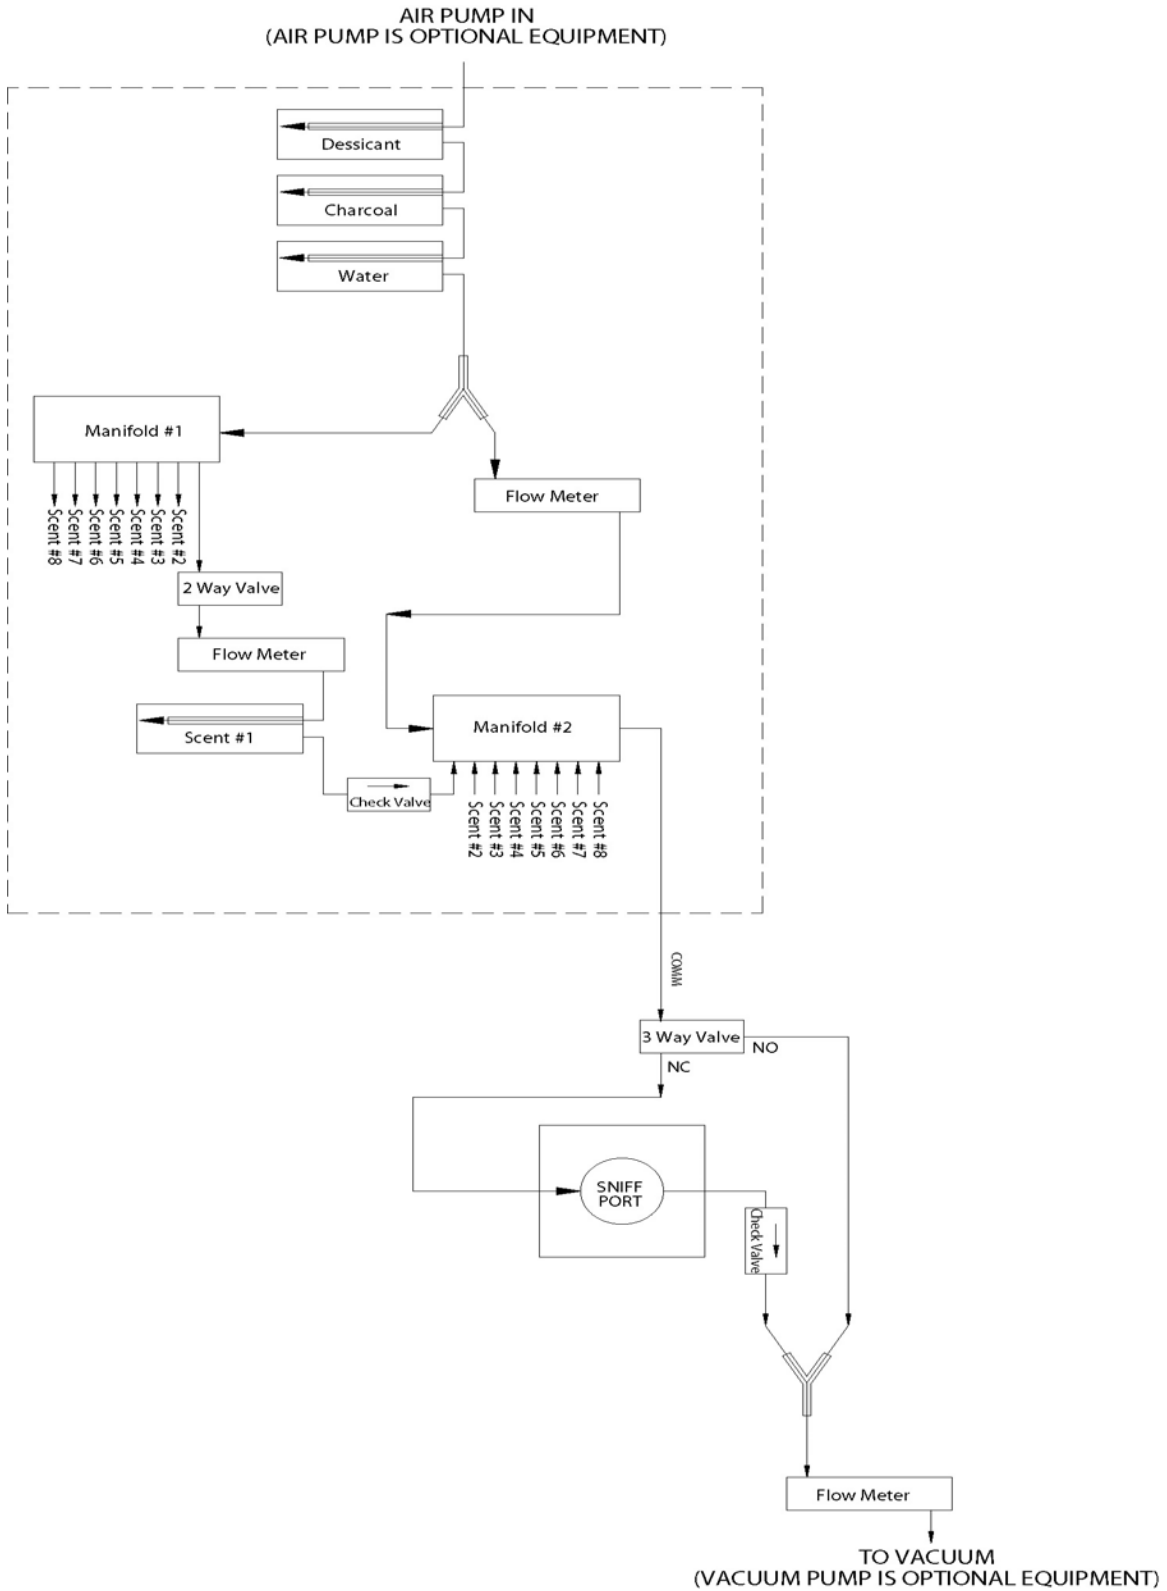 AIR PUMP IN
(AIR PUMP IS OPTIONAL EQUIPMENT)
Dessicant
Charcoal
Water
Manifold #1
Flow Meter
Scent #8
Scent #7
Scent #6
Scent #5
Scent #4
Scent #3
Scent #2
2 Way Valve
Flow Meter
Scent #1
Manifold #2
Check Valve
Scent #2
Scent #3
Scent #4
Scent #5
Scent #6
Scent #7
Scent #8
COMM
3 Way Valve
NO
NC
SNIFF
PORT
Check Valve
Flow Meter
TO VACUUM
(VACUUM PUMP IS OPTIONAL EQUIPMENT)